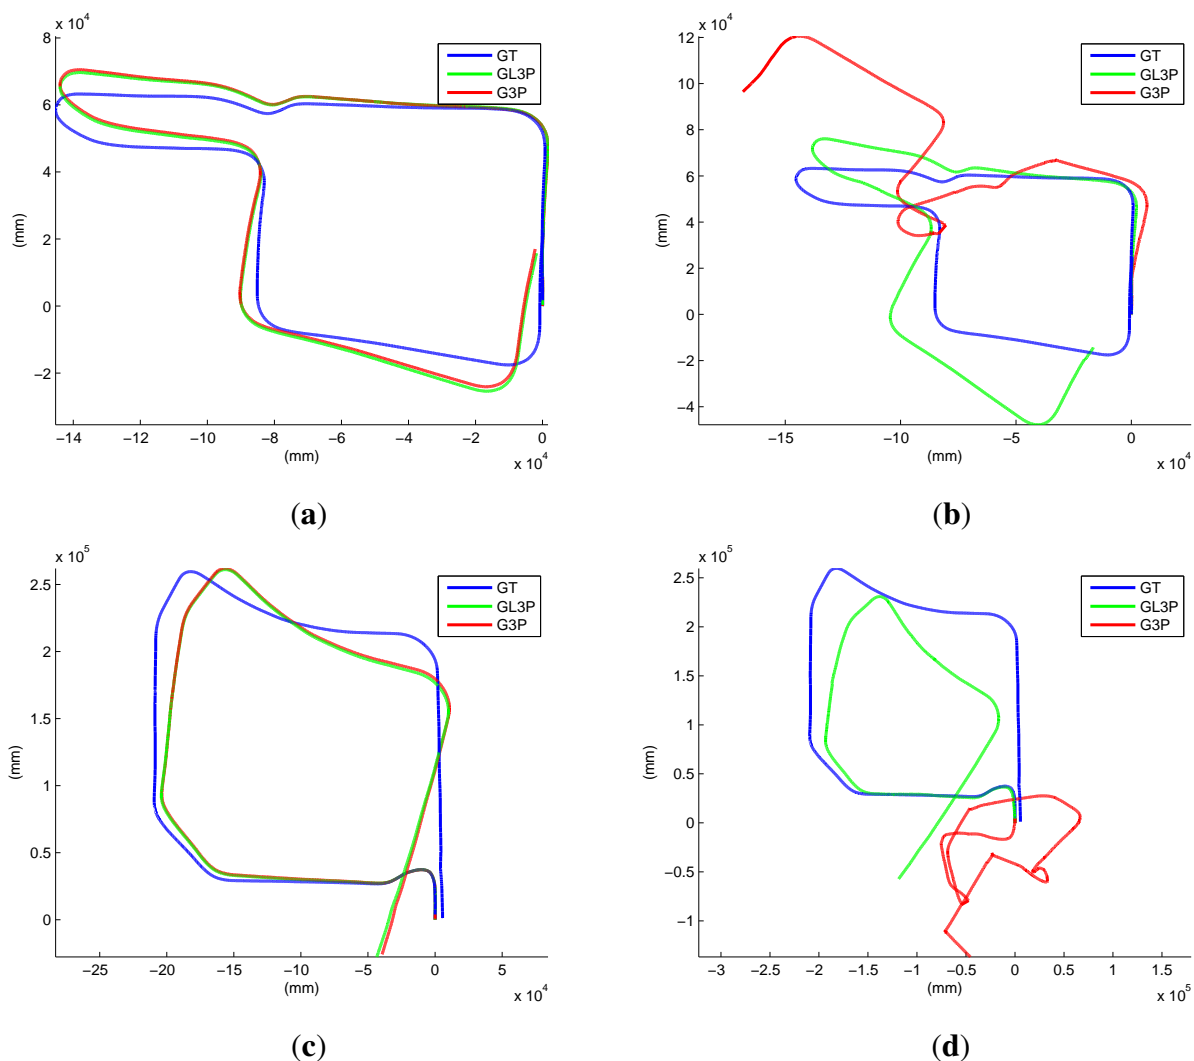 x 10^4
8
6
4
2
0
−2
(mm)
−14
−12
−10
−8
−6
−4
−2
0
(mm)
x 10^4
GT
GL3P
G3P
(a)
x 10^4
12
10
8
6
4
2
0
−2
−4
(mm)
−15
−10
−5
0
(mm)
x 10^4
GT
GL3P
G3P
(b)
x 10^5
2.5
2
1.5
1
0.5
0
(mm)
−25
−20
−15
−10
−5
0
5
(mm)
x 10^4
GT
GL3P
G3P
(c)
x 10^5
2.5
2
1.5
1
0.5
0
−0.5
−1
(mm)
−3
−2.5
−2
−1.5
−1
−0.5
0
0.5
1
1.5
(mm)
x 10^5
GT
GL3P
G3P
(d)